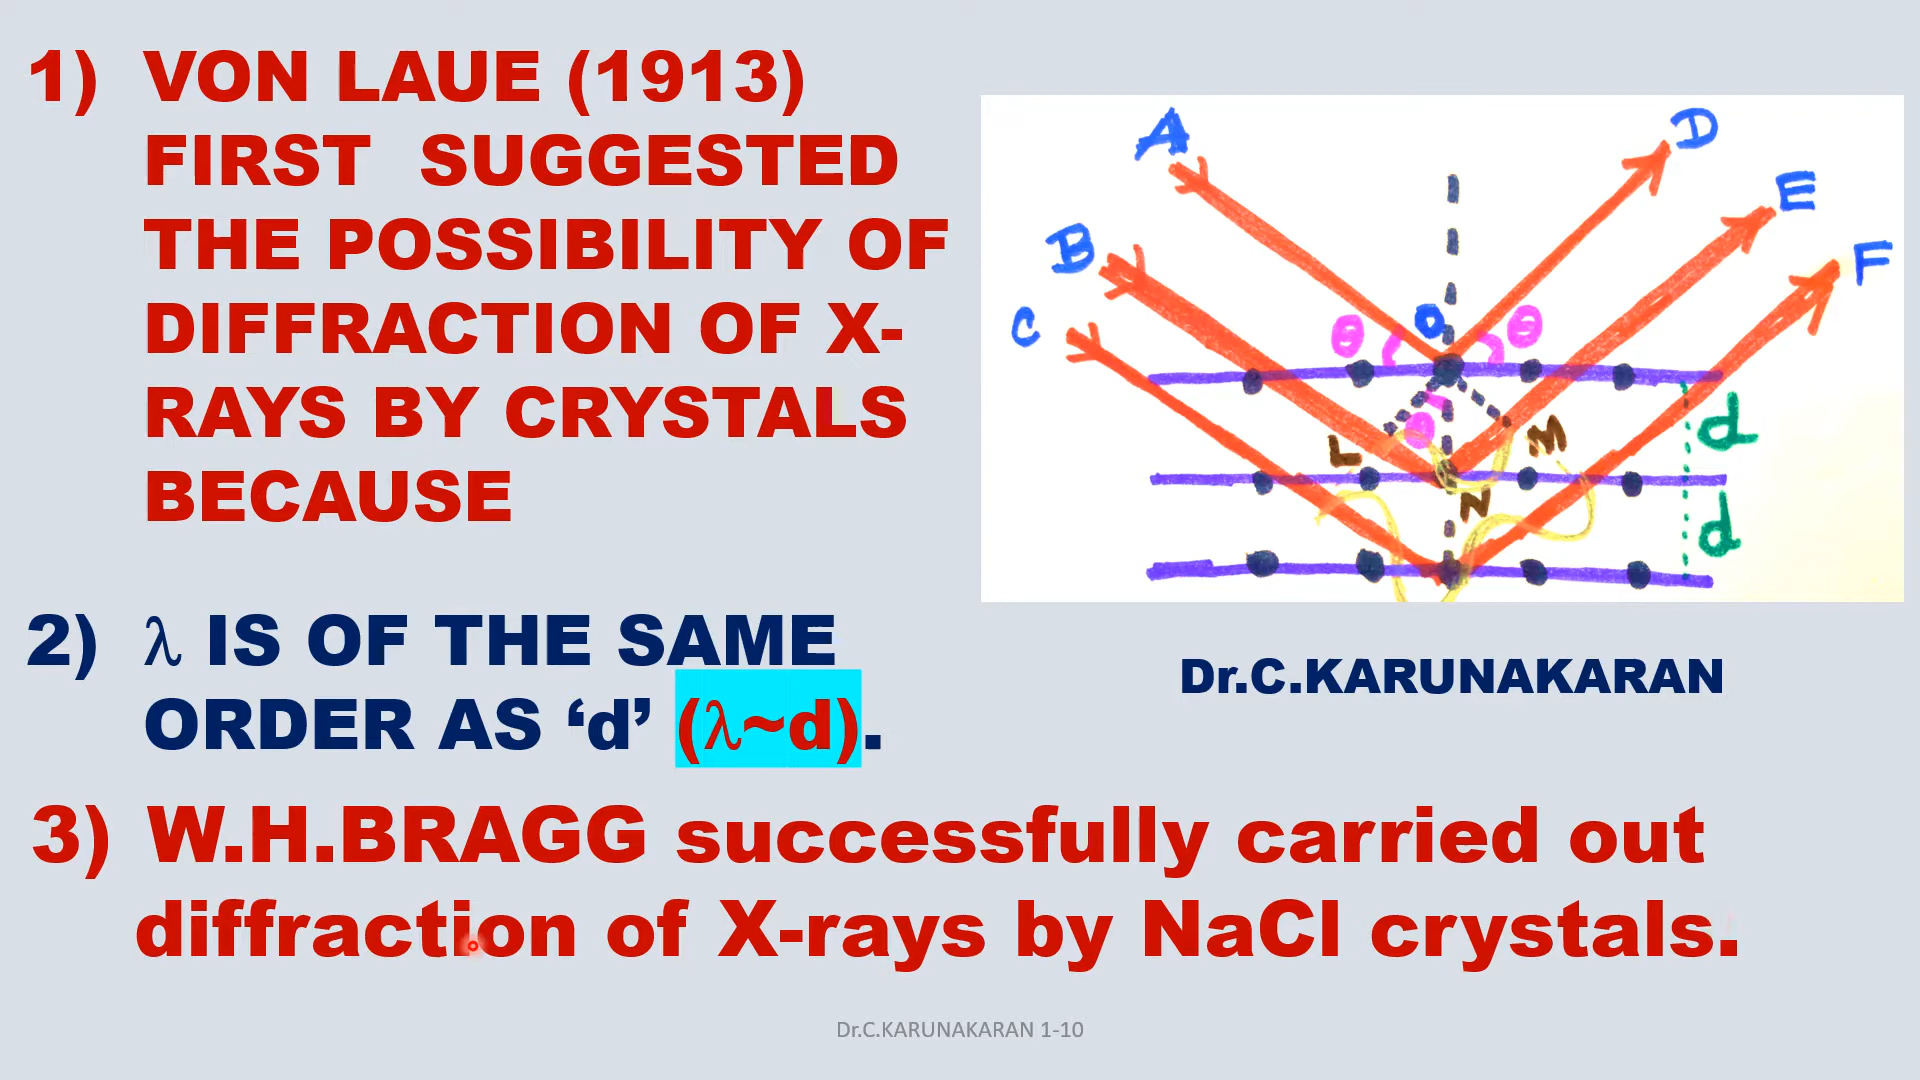 1) VON LAUE (1913)
FIRST SUGGESTED
THE POSSIBILITY OF
DIFFRACTION OF X-
RAYS BY CRYSTALS
BECAUSE
2) λ IS OF THE SAME
ORDER AS ‘d’ (λ~d).
A
D
B
E
C
F
O
θ
θ
θ
L
M
N
d
d
Dr.C.KARUNAKARAN
3) W.H.BRAGG successfully carried out
diffraction of X-rays by NaCl crystals.
Dr.C.KARUNAKARAN 1-10